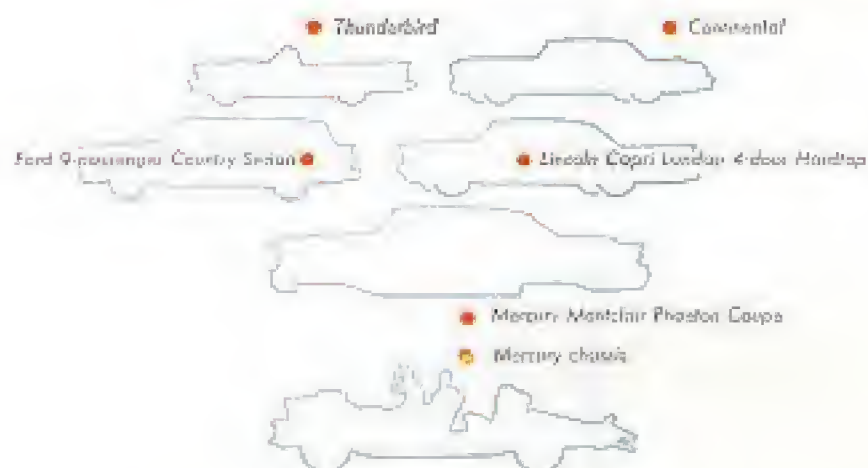 Thunderbird
Continental
Ford 9-passenger Country Sedan
Lincoln Capri Landau 4-door Hardtop
Mercury Montclair Phaeton Coupe
Mercury chassis